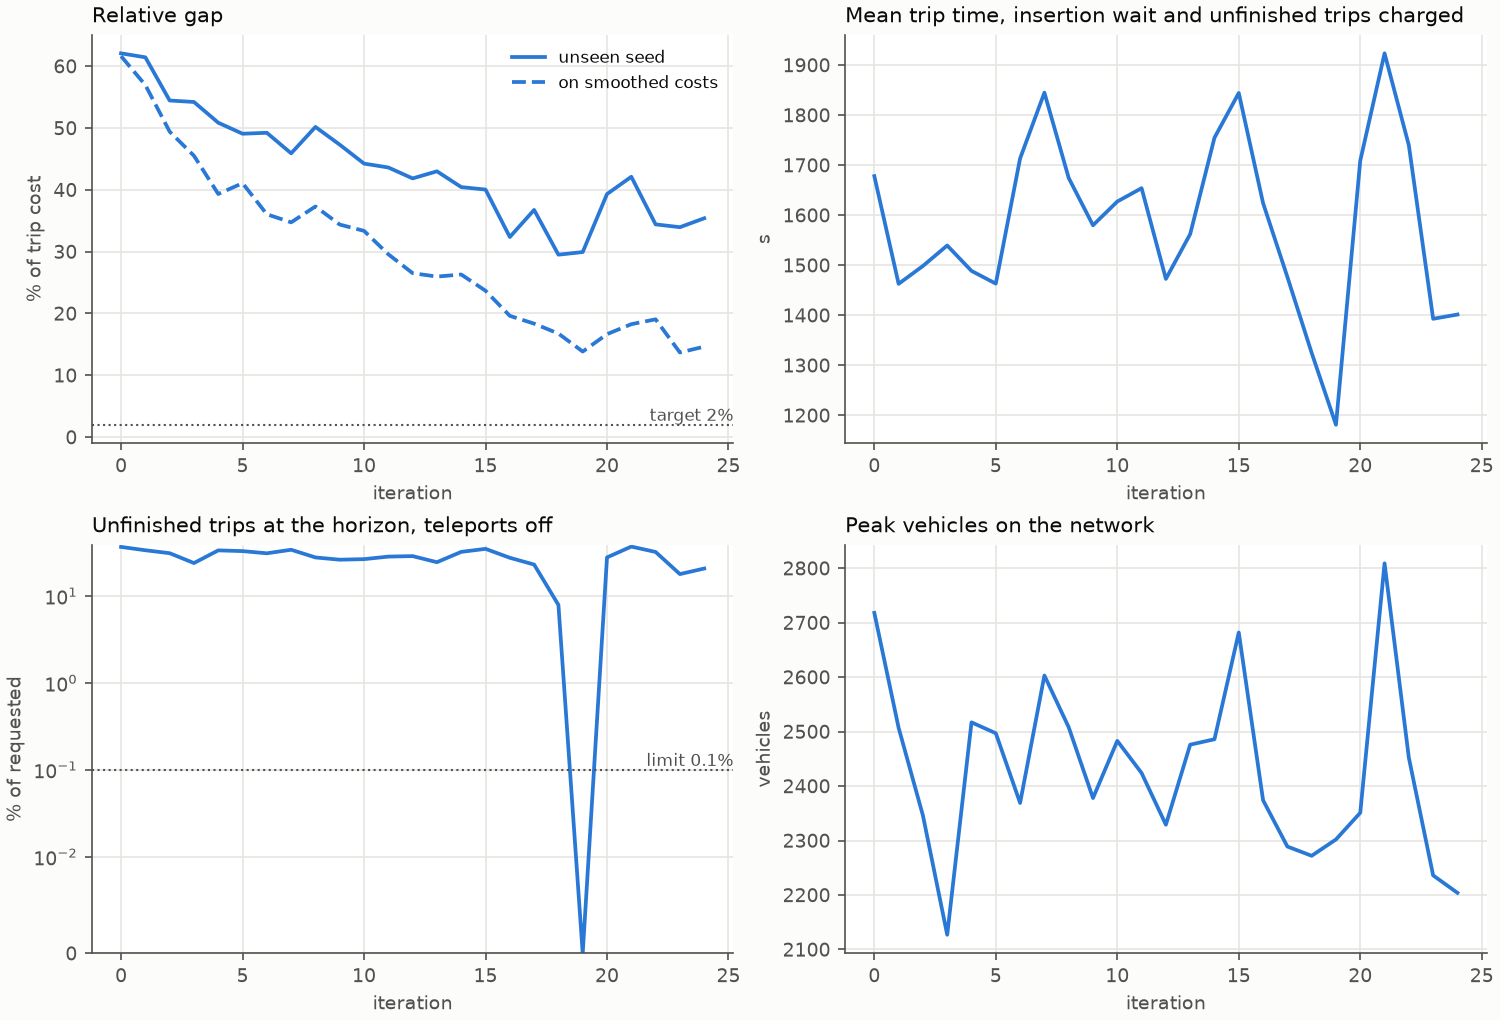 Relative gap
% of trip cost
60
50
40
30
20
10
0
unseen seed
on smoothed costs
target 2%
0 5 10 15 20 25
iteration
Mean trip time, insertion wait and unfinished trips charged
s
1900
1800
1700
1600
1500
1400
1300
1200
0 5 10 15 20 25
iteration
Unfinished trips at the horizon, teleports off
% of requested
10¹
10⁰
10⁻¹
10⁻²
0
limit 0.1%
0 5 10 15 20 25
iteration
Peak vehicles on the network
vehicles
2800
2700
2600
2500
2400
2300
2200
2100
0 5 10 15 20 25
iteration